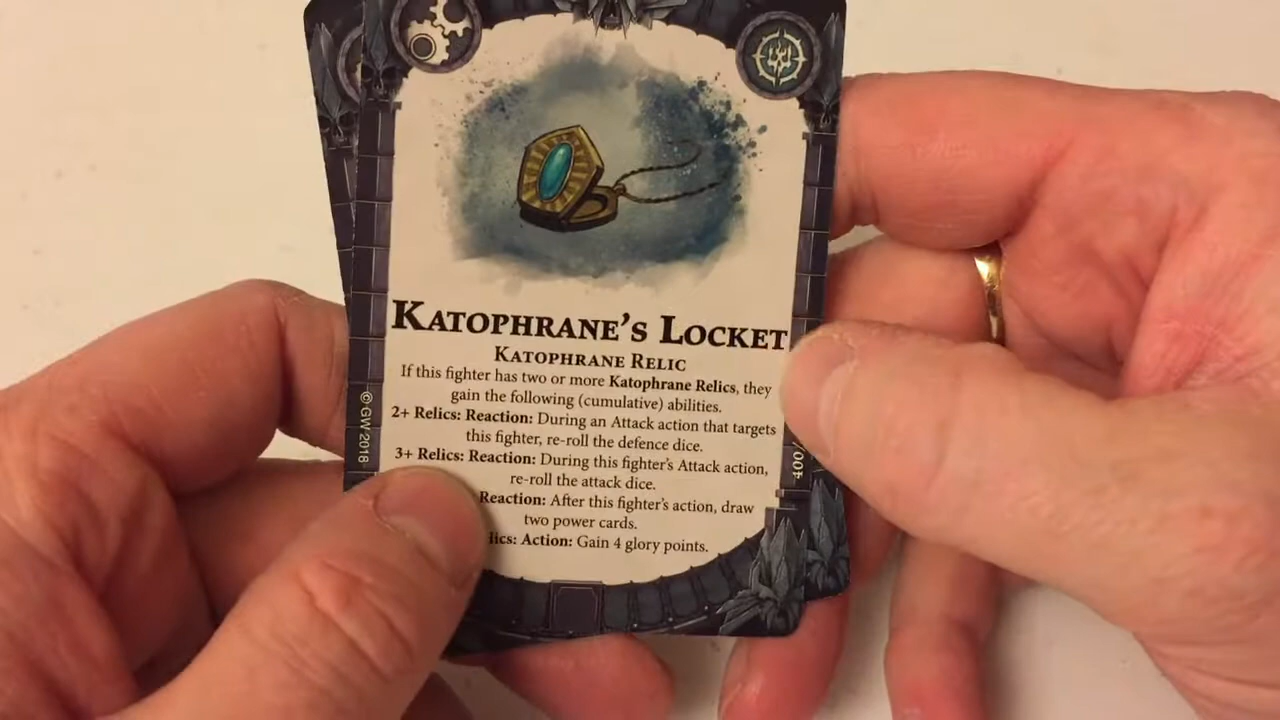 Katophrane's Locket
Katophrane Relic
If this fighter has two or more Katophrane Relics, they
gain the following (cumulative) abilities.
2+ Relics: Reaction: During an Attack action that targets
this fighter, re-roll the defence dice.
3+ Relics: Reaction: During this fighter's Attack action,
re-roll the attack dice.
Reaction: After this fighter's action, draw
two power cards.
Action: Gain 4 glory points.
© GW 2018